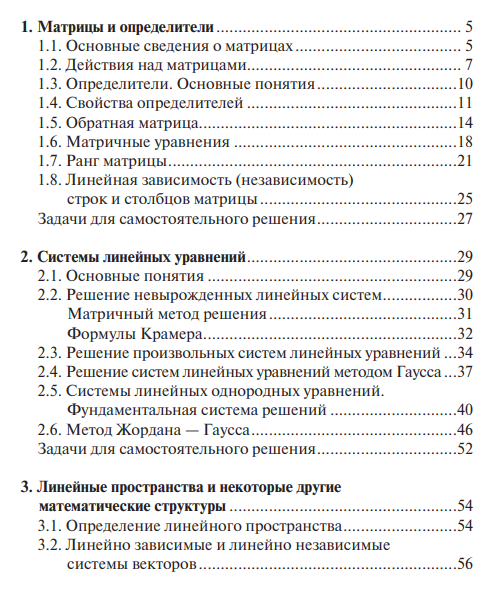 1. Матрицы и определители ..................................................... 5
1.1. Основные сведения о матрицах ................................... 5
1.2. Действия над матрицами............................................. 7
1.3. Определители. Основные понятия ............................10
1.4. Свойства определителей ............................................11
1.5. Обратная матрица.......................................................14
1.6. Матричные уравнения ...............................................18
1.7. Ранг матрицы..............................................................21
1.8. Линейная зависимость (независимость)
строк и столбцов матрицы .........................................25
Задачи для самостоятельного решения............................27
2. Системы линейных уравнений............................................29
2.1. Основные понятия .....................................................29
2.2. Решение невырожденных линейных систем...............30
Матричный метод решения .......................................31
Формулы Крамера......................................................32
2.3. Решение произвольных систем линейных уравнений ...34
2.4. Решение систем линейных уравнений методом Гаусса ...37
2.5. Системы линейных однородных уравнений.
Фундаментальная система решений ..........................40
2.6. Метод Жордана — Гаусса............................................46
Задачи для самостоятельного решения............................52
3. Линейные пространства и некоторые другие
математические структуры ................................................54
3.1. Определение линейного пространства.......................54
3.2. Линейно зависимые и линейно независимые
системы векторов.......................................................56